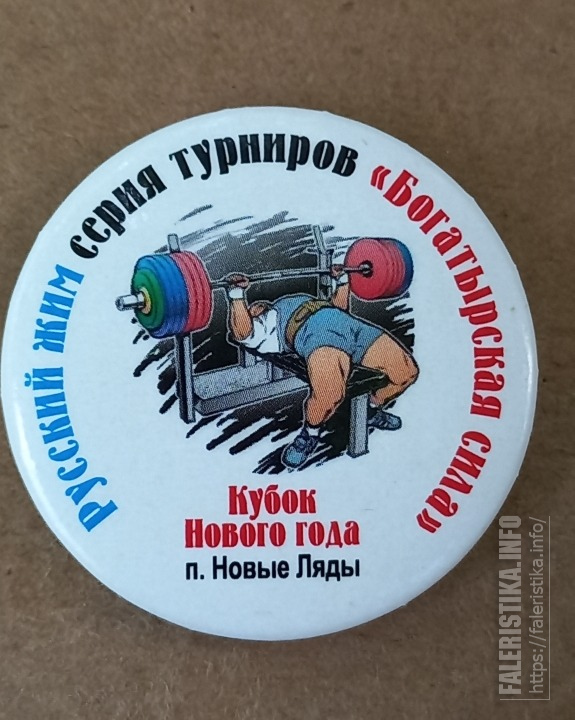 Русский жим серия турниров «Богатырская сила»
Кубок
Нового года
п. Новые Ляды
FALERISTIKA.INFO
https://faleristika.info/